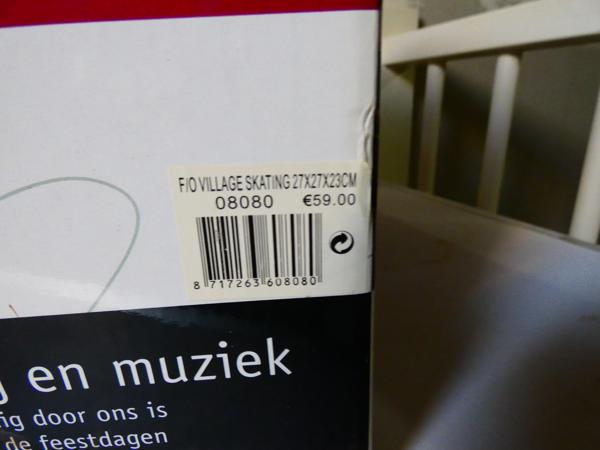 F/O VILLAGE SKATING 27X27X23CM
08080 €59.00
8 717263 608080
en muziek
door ons is
de feestdagen